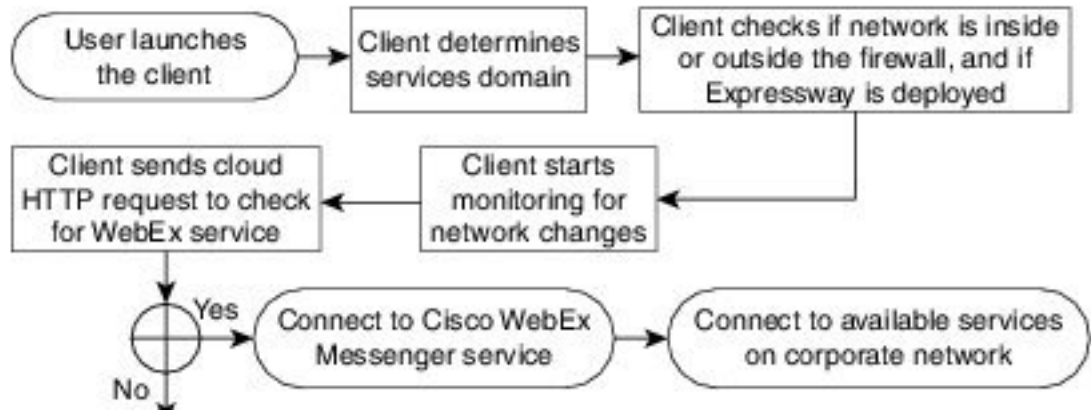 User launches
the client
Client determines
services domain
Client checks if network is inside
or outside the firewall, and if
Expressway is deployed
Client sends cloud
HTTP request to check
for WebEx service
Client starts
monitoring for
network changes
Yes
No
Connect to Cisco WebEx
Messenger service
Connect to available services
on corporate network